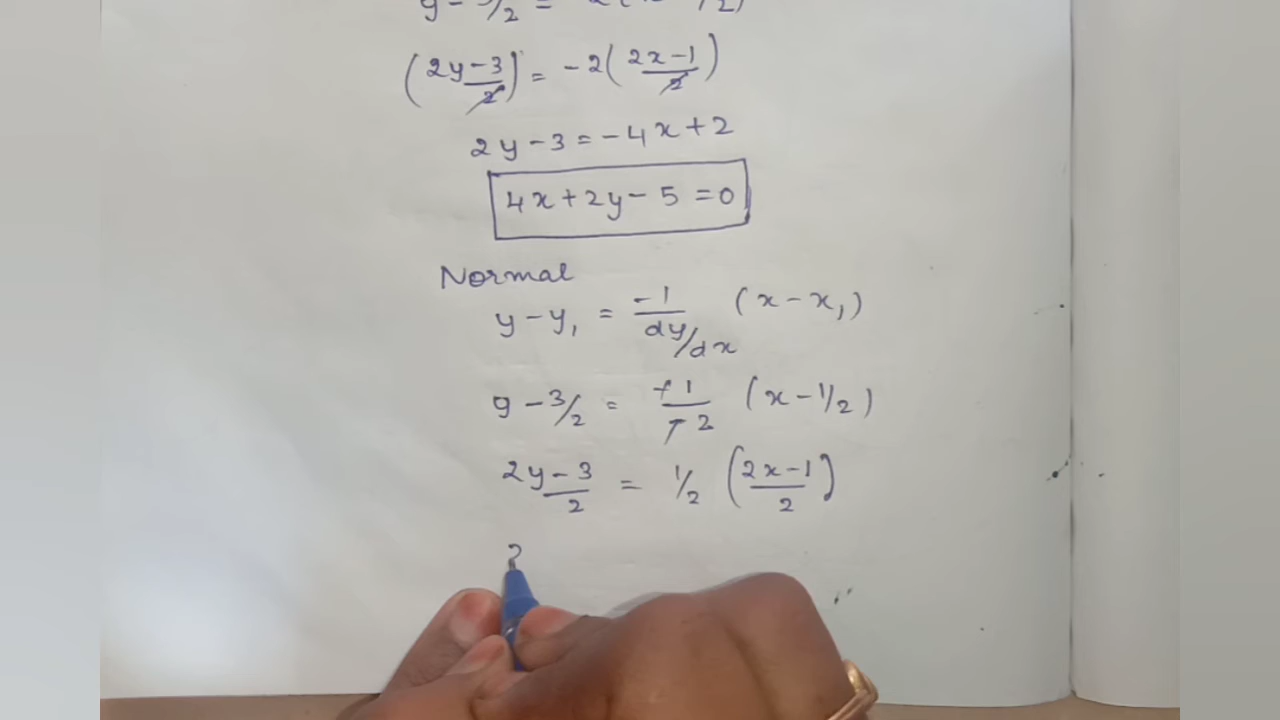 (2y-3/2) = -2(2x-1/2)
2y-3=-4x+2
4x+2y-5=0
Normal
y-y₁ = -1/dy/dx (x-x₁)
y-3/2 = +1/+2 (x-1/2)
2y-3/2 = 1/2 (2x-1/2)
2